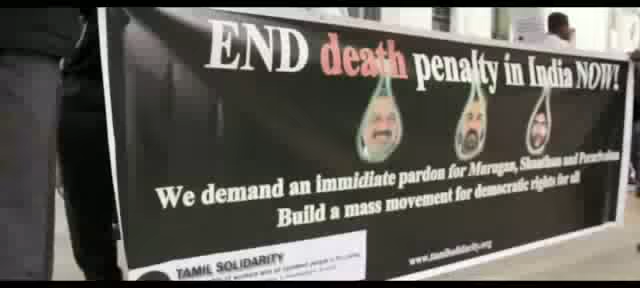 END death penalty in India NOW!
We demand an immidiate pardon for Murugan, Santhan and Perarivalan
Build a mass movement for democratic rights for all
www.tamilsolidarity.org
TAMIL SOLIDARITY